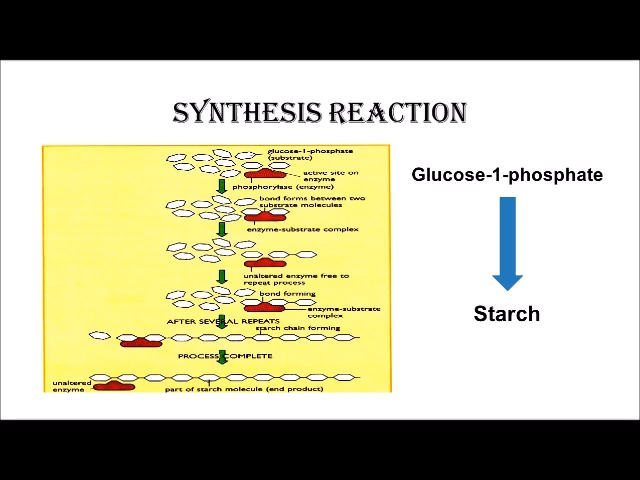 SYNTHESIS REACTION
glucose-1-phosphate
(substrate)
active site on
enzyme
phosphorylase (enzyme)
bond forms between two
substrate molecules
enzyme-substrate complex
unaltered enzyme free to
repeat process
bond forming
enzyme-substrate
complex
AFTER SEVERAL REPEATS
starch chain forming
PROCESS COMPLETE
unaltered
enzyme
part of starch molecule (end product)
Glucose-1-phosphate
Starch